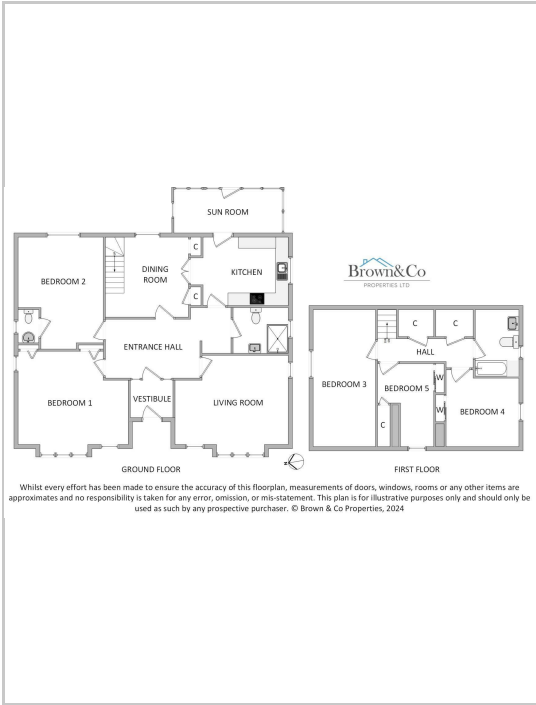 SUN ROOM
C
DINING
ROOM
KITCHEN
BEDROOM 2
C
ENTRANCE HALL
BEDROOM 1
VESTIBULE
LIVING ROOM
GROUND FLOOR
N
Brown&Co
PROPERTIES LTD
C
C
HALL
BEDROOM 3
BEDROOM 5
W
W
BEDROOM 4
C
FIRST FLOOR
Whilst every effort has been made to ensure the accuracy of this floorplan, measurements of doors, windows, rooms or any other items are
approximates and no responsibility is taken for any error, omission, or mis-statement. This plan is for illustrative purposes only and should only be
used as such by any prospective purchaser. © Brown & Co Properties, 2024